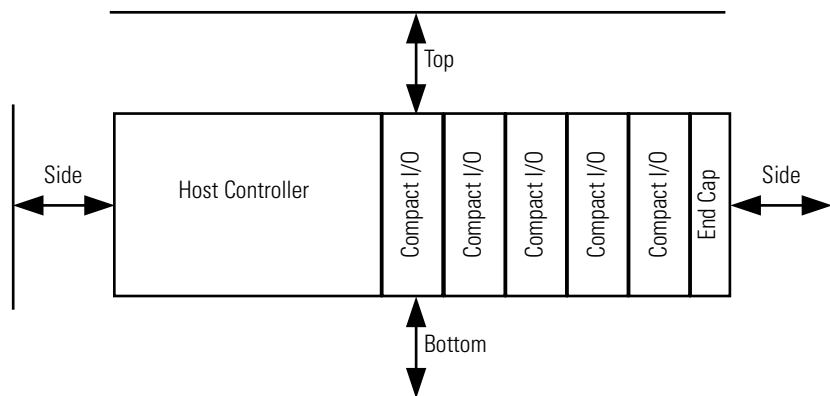 Top
Side
Host Controller
Compact I/O
Compact I/O
Compact I/O
Compact I/O
Compact I/O
End Cap
Side
Bottom